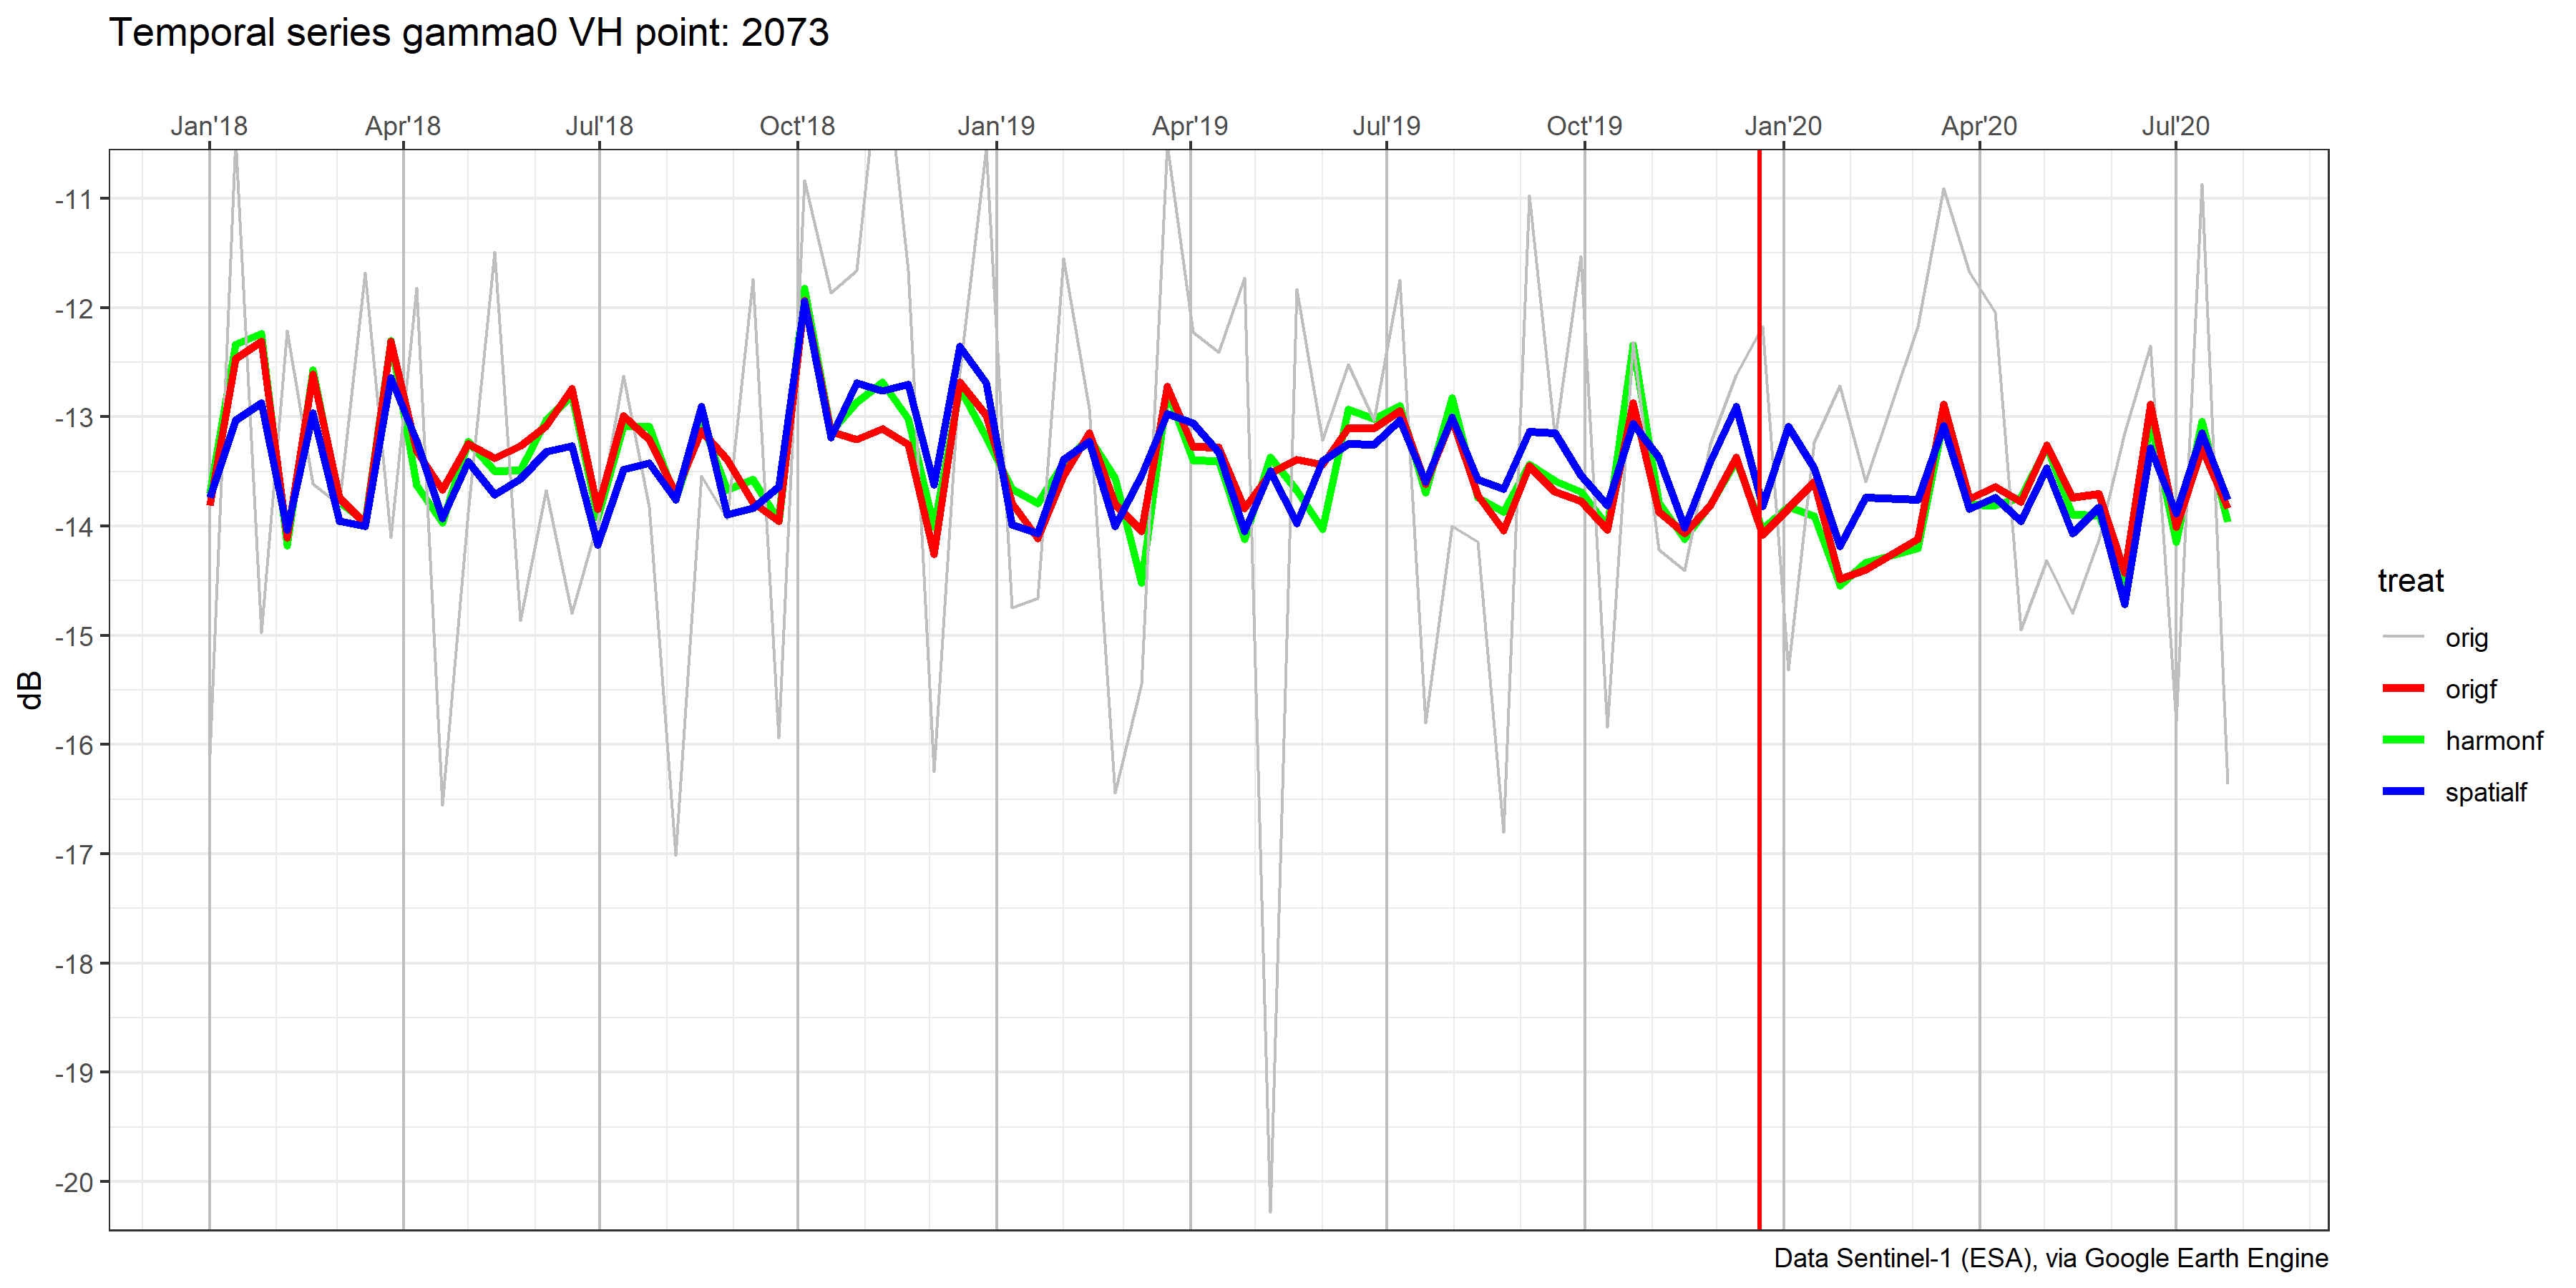 Temporal series gamma0 VH point: 2073
Jan'18 Apr'18 Jul'18 Oct'18 Jan'19 Apr'19 Jul'19 Oct'19 Jan'20 Apr'20 Jul'20
-11
-12
-13
-14
-15
-16
-17
-18
-19
-20
dB
treat
orig
origf
harmonf
spatialf
Data Sentinel-1 (ESA), via Google Earth Engine